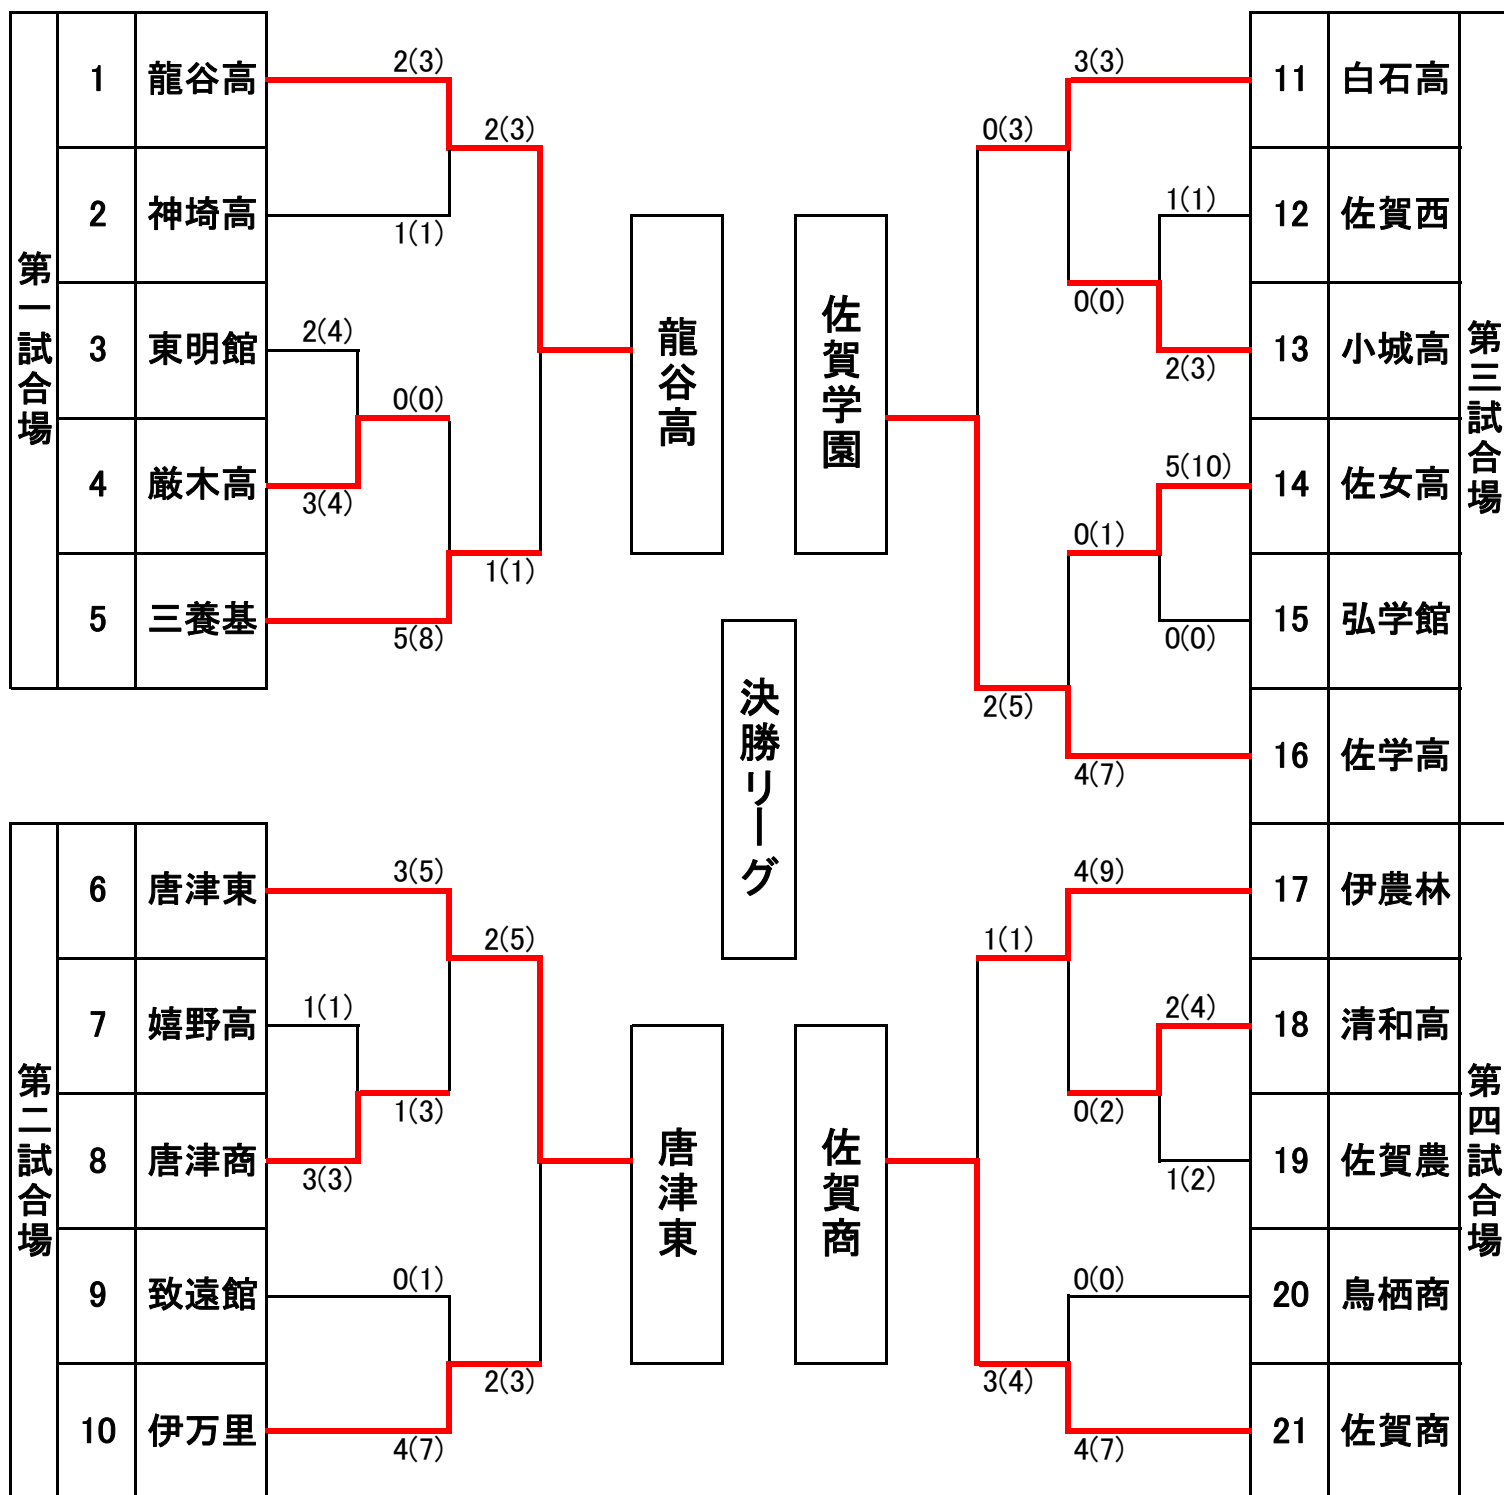 第一試合場
1 龍谷高
2 神埼高
3 東明館
4 厳木高
5 三養基
2(3)
1(1)
2(4)
3(4)
0(0)
5(8)
2(3)
1(1)
龍谷高
第二試合場
6 唐津東
7 嬉野高
8 唐津商
9 致遠館
10 伊万里
3(5)
1(1)
3(3)
1(3)
0(1)
4(7)
2(5)
2(3)
唐津東
決勝リーグ
佐賀学園
0(3)
2(5)
3(3)
1(1)
2(3)
0(0)
5(10)
0(0)
0(1)
4(7)
11 白石高
12 佐賀西
13 小城高
14 佐女高
15 弘学館
16 佐学高
第三試合場
佐賀商
1(1)
3(4)
4(9)
2(4)
1(2)
0(2)
0(0)
4(7)
17 伊農林
18 清和高
19 佐賀農
20 鳥栖商
21 佐賀商
第四試合場